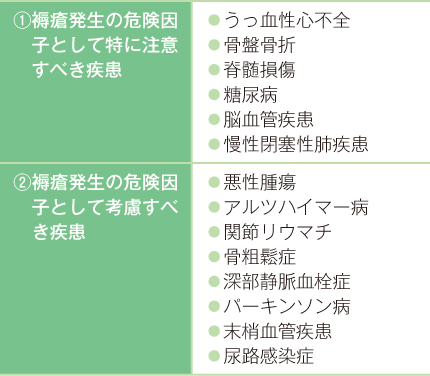 ①褥瘡発生の危険因
子として特に注意
すべき疾患
●うっ血性心不全
●骨盤骨折
●脊髄損傷
●糖尿病
●脳血管疾患
●慢性閉塞性肺疾患
②褥瘡発生の危険因
子として考慮すべ
き疾患
●悪性腫瘍
●アルツハイマー病
●関節リウマチ
●骨粗鬆症
●深部静脈血栓症
●パーキンソン病
●末梢血管疾患
●尿路感染症